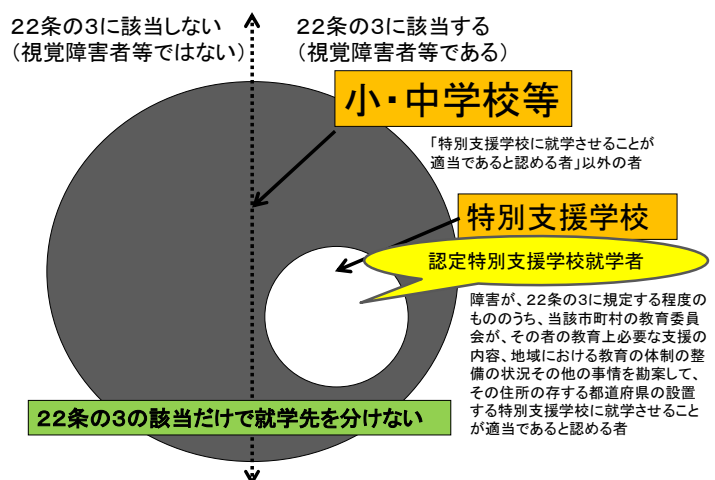 22条の3に該当しない
(視覚障害者等ではない)
22条の3に該当する
(視覚障害者等である)
小・中学校等
「特別支援学校に就学させることが
適当であると認める者」以外の者
特別支援学校
認定特別支援学校就学者
障害が、22条の3に規定する程度の
もののうち、当該市町村の教育委員
会が、その者の教育上必要な支援の
内容、地域における教育の体制の整
備の状況その他の事情を勘案して、
その住所の存する都道府県の設置
する特別支援学校に就学させること
が適当であると認める者
22条の3の該当だけで就学先を分けない